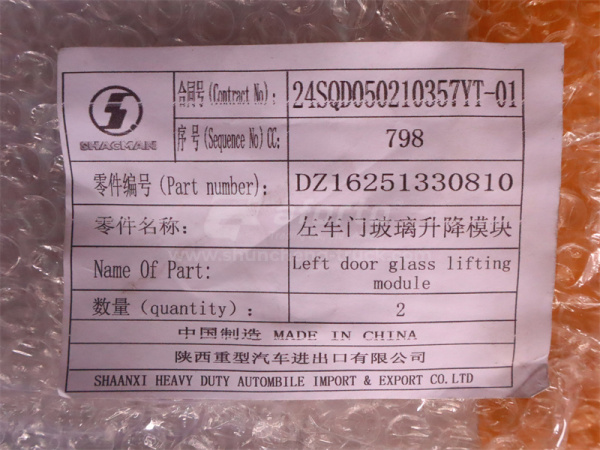 SHACMAN
合同号(Contract No): 24SQD050210357YT-01
序号(Sequence No)CC: 798
零件编号(Part number): DZ16251330810
零件名称: 左车门玻璃升降模块
Name Of Part: Left door glass lifting module
数量(quantity): 2
中国制造 MADE IN CHINA
陕西重型汽车进出口有限公司
SHAANXI HEAVY DUTY AUTOMBILE IMPORT & EXPORT CO.LTD